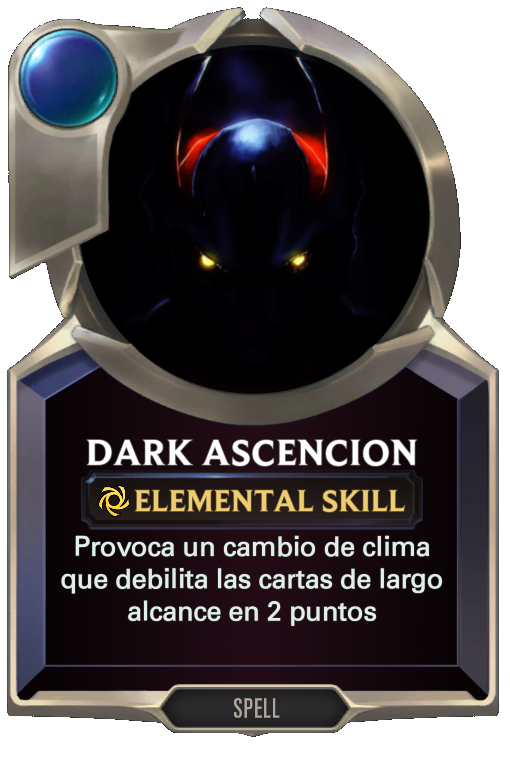 DARK ASCENCION
ELEMENTAL SKILL
Provoca un cambio de clima
que debilita las cartas de largo
alcance en 2 puntos
SPELL